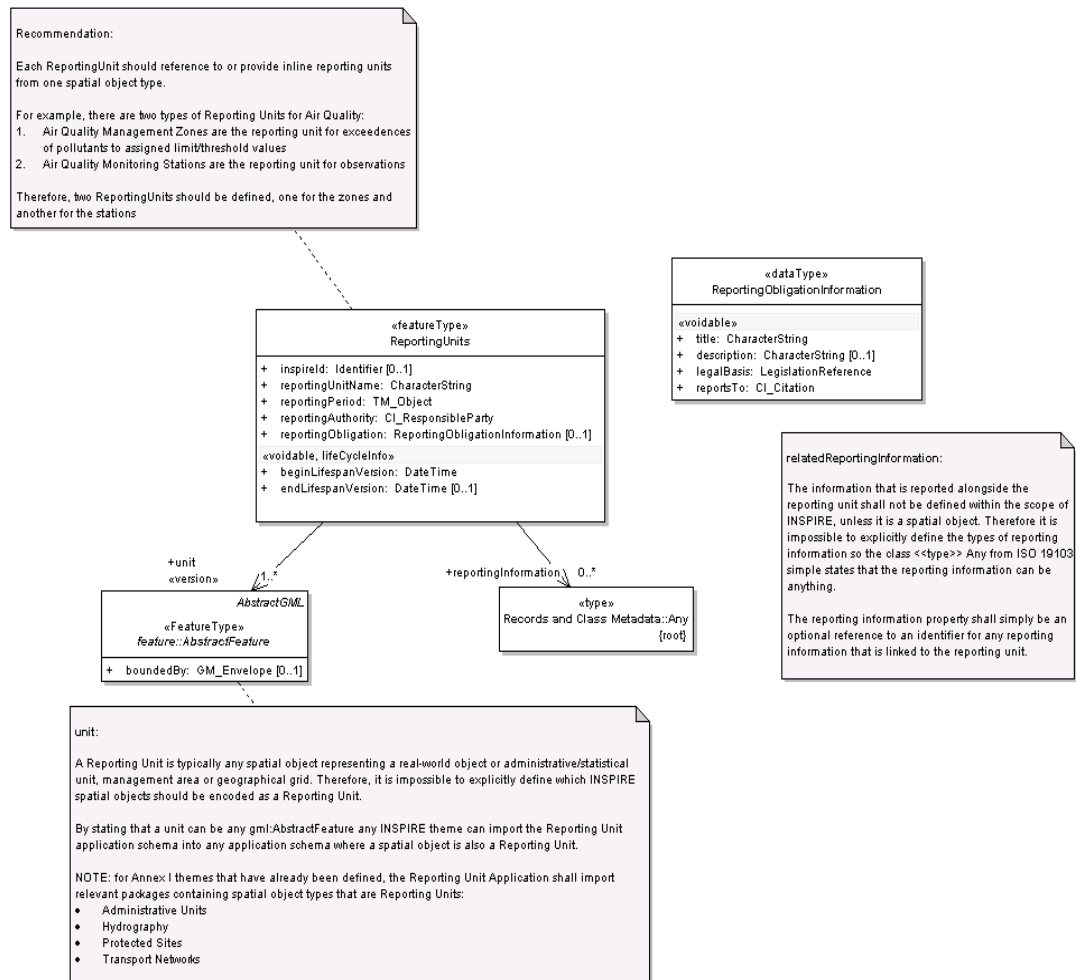 Recommendation:
Each ReportingUnit should reference to or provide inline reporting units
from one spatial object type.
For example, there are two types of Reporting Units for Air Quality:
1. Air Quality Management Zones are the reporting unit for exceedences
of pollutants to assigned limit/threshold values
2. Air Quality Monitoring Stations are the reporting unit for observations
Therefore, two ReportingUnits should be defined, one for the zones and
another for the stations
«featureType»
ReportingUnits
+ inspireId: Identifier [0..1]
+ reportingUnitName: CharacterString
+ reportingPeriod: TM_Object
+ reportingAuthority: CI_ResponsibleParty
+ reportingObligation: ReportingObligationInformation [0..1]
«voidable, lifeCycleInfo»
+ beginLifespanVersion: DateTime
+ endLifespanVersion: DateTime [0..1]
«dataType»
ReportingObligationInformation
«voidable»
+ title: CharacterString
+ description: CharacterString [0..1]
+ legalBasis: LegislationReference
+ reportsTo: CI_Citation
relatedReportingInformation:
The information that is reported alongside the
reporting unit shall not be defined within the scope of
INSPIRE, unless it is a spatial object. Therefore it is
impossible to explicitly define the types of reporting
information so the class <<type>> Any from ISO 19103
simple states that the reporting information can be
anything.
The reporting information property shall simply be an
optional reference to an identifier for any reporting
information that is linked to the reporting unit.
+unit
«version»
1..*
+reportingInformation
0..*
AbstractGML
«FeatureType»
feature::AbstractFeature
+ boundedBy: GM_Envelope [0..1]
«type»
Records and Class Metadata::Any
{root}
unit:
A Reporting Unit is typically any spatial object representing a real-world object or administrative/statistical
unit, management area or geographical grid. Therefore, it is impossible to explicitly define which INSPIRE
spatial objects should be encoded as a Reporting Unit.
By stating that a unit can be any gml:AbstractFeature any INSPIRE theme can import the Reporting Unit
application schema into any application schema where a spatial object is also a Reporting Unit.
NOTE: for Annex I themes that have already been defined, the Reporting Unit Application shall import
relevant packages containing spatial object types that are Reporting Units:
• Administrative Units
• Hydrography
• Protected Sites
• Transport Networks